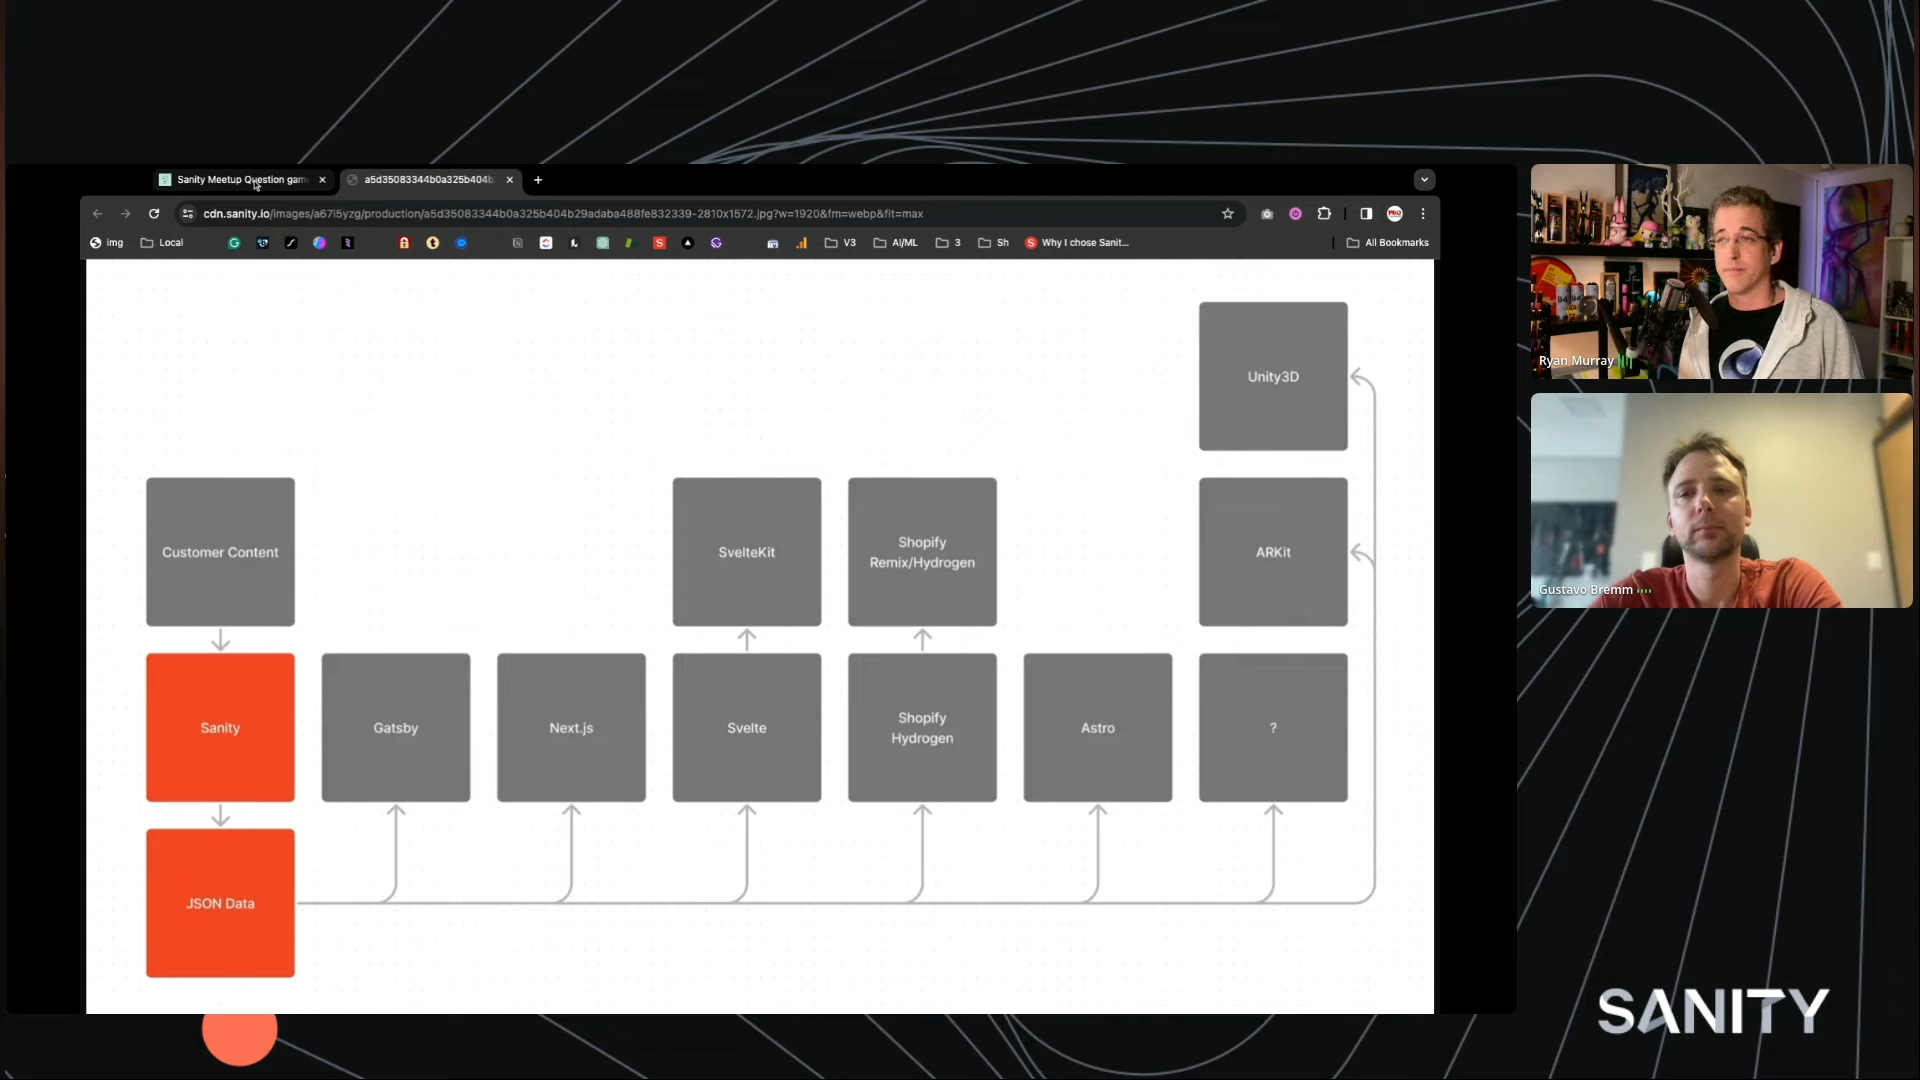 Sanity Meetup Question gam
a5d35083344b0a325b404b
cdn.sanity.io/images/a67i5yzg/production/a5d35083344b0a325b404b29adaba488fe832339-2810x1572.jpg?w=1920&fm=webp&fit=max
img
Local
V3
AI/ML
3
Sh
Why I chose Sanit...
All Bookmarks
Unity3D
Customer Content
SvelteKit
Shopify
Remix/Hydrogen
ARKit
Sanity
Gatsby
Next.js
Svelte
Shopify
Hydrogen
Astro
?
JSON Data
Ryan Murray
Gustavo Bremm
SANITY